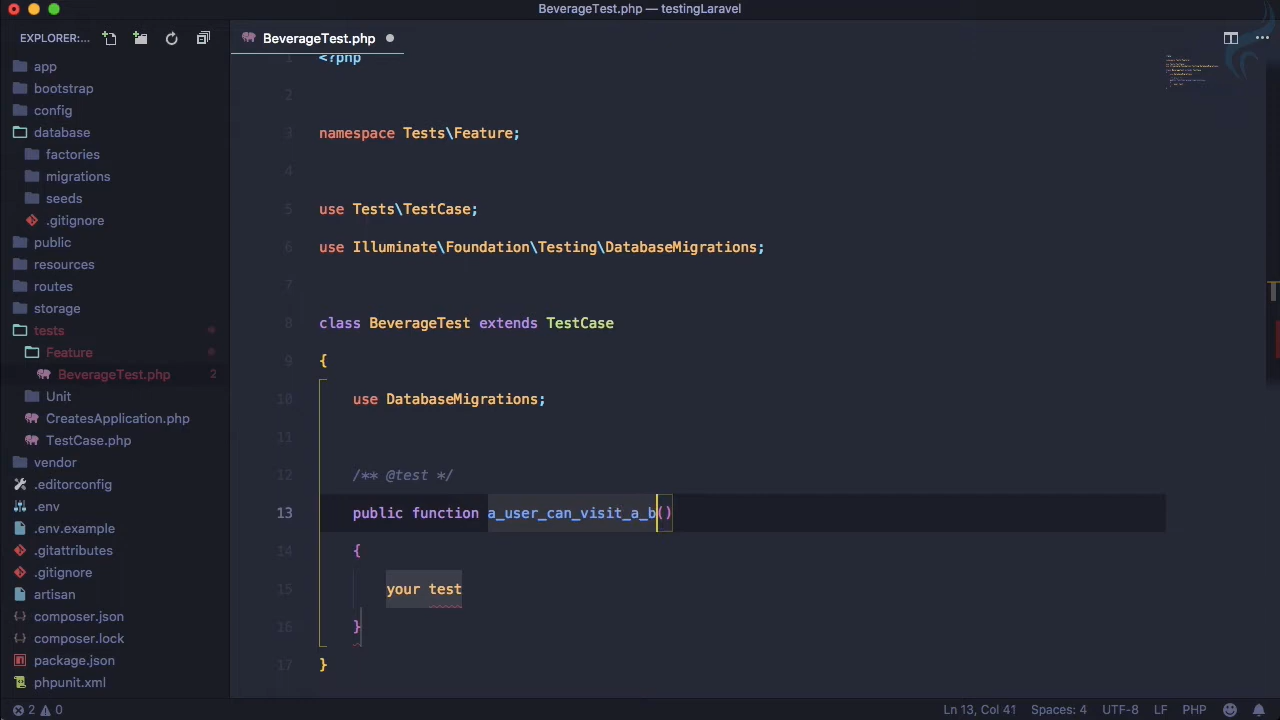 BeverageTest.php — testingLaravel
EXPLORER:...
BeverageTest.php
app
bootstrap
config
database
factories
migrations
seeds
.gitignore
public
resources
routes
storage
tests
Feature
BeverageTest.php 2
Unit
CreatesApplication.php
TestCase.php
vendor
.editorconfig
.env
.env.example
.gitattributes
.gitignore
artisan
composer.json
composer.lock
package.json
phpunit.xml
1 <?php
2
3 namespace Tests\Feature;
4
5 use Tests\TestCase;
6 use Illuminate\Foundation\Testing\DatabaseMigrations;
7
8 class BeverageTest extends TestCase
9 {
10 use DatabaseMigrations;
11
12 /** @test */
13 public function a_user_can_visit_a_b()
14 {
15 your test
16 }
17 }
2 0
Ln 13, Col 41 Spaces: 4 UTF-8 LF PHP